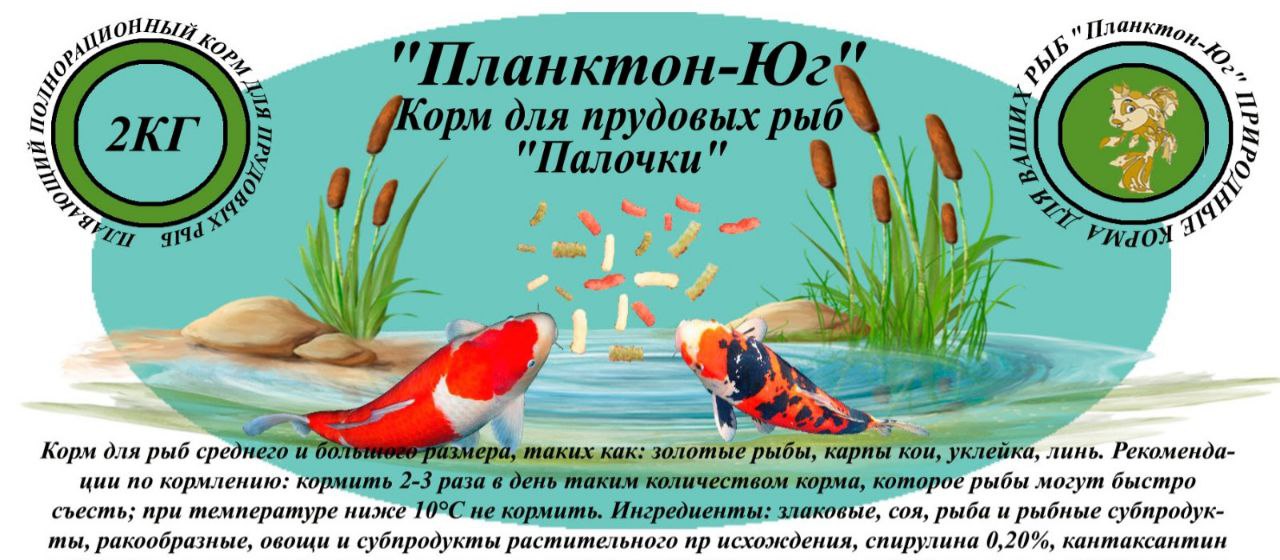 ПЛАВАЮЩИЙ ПОЛНОРАЦИОННЫЙ КОРМ ДЛЯ ПРУДОВЫХ РЫБ
2КГ
"Планктон-Юг"
Корм для прудовых рыб
"Палочки"
"Планктон-Юг" ПРИРОДНЫЕ КОРМА ДЛЯ ВАШИХ РЫБ
Корм для рыб среднего и большого размера, таких как: золотые рыбы, карпы кои, уклейка, линь. Рекоменда-
ции по кормлению: кормить 2-3 раза в день таким количеством корма, которое рыбы могут быстро
съесть; при температуре ниже 10°С не кормить. Ингредиенты: злаковые, соя, рыба и рыбные субпродук-
ты, ракообразные, овощи и субпродукты растительного пр исхождения, спирулина 0,20%, кантаксантин